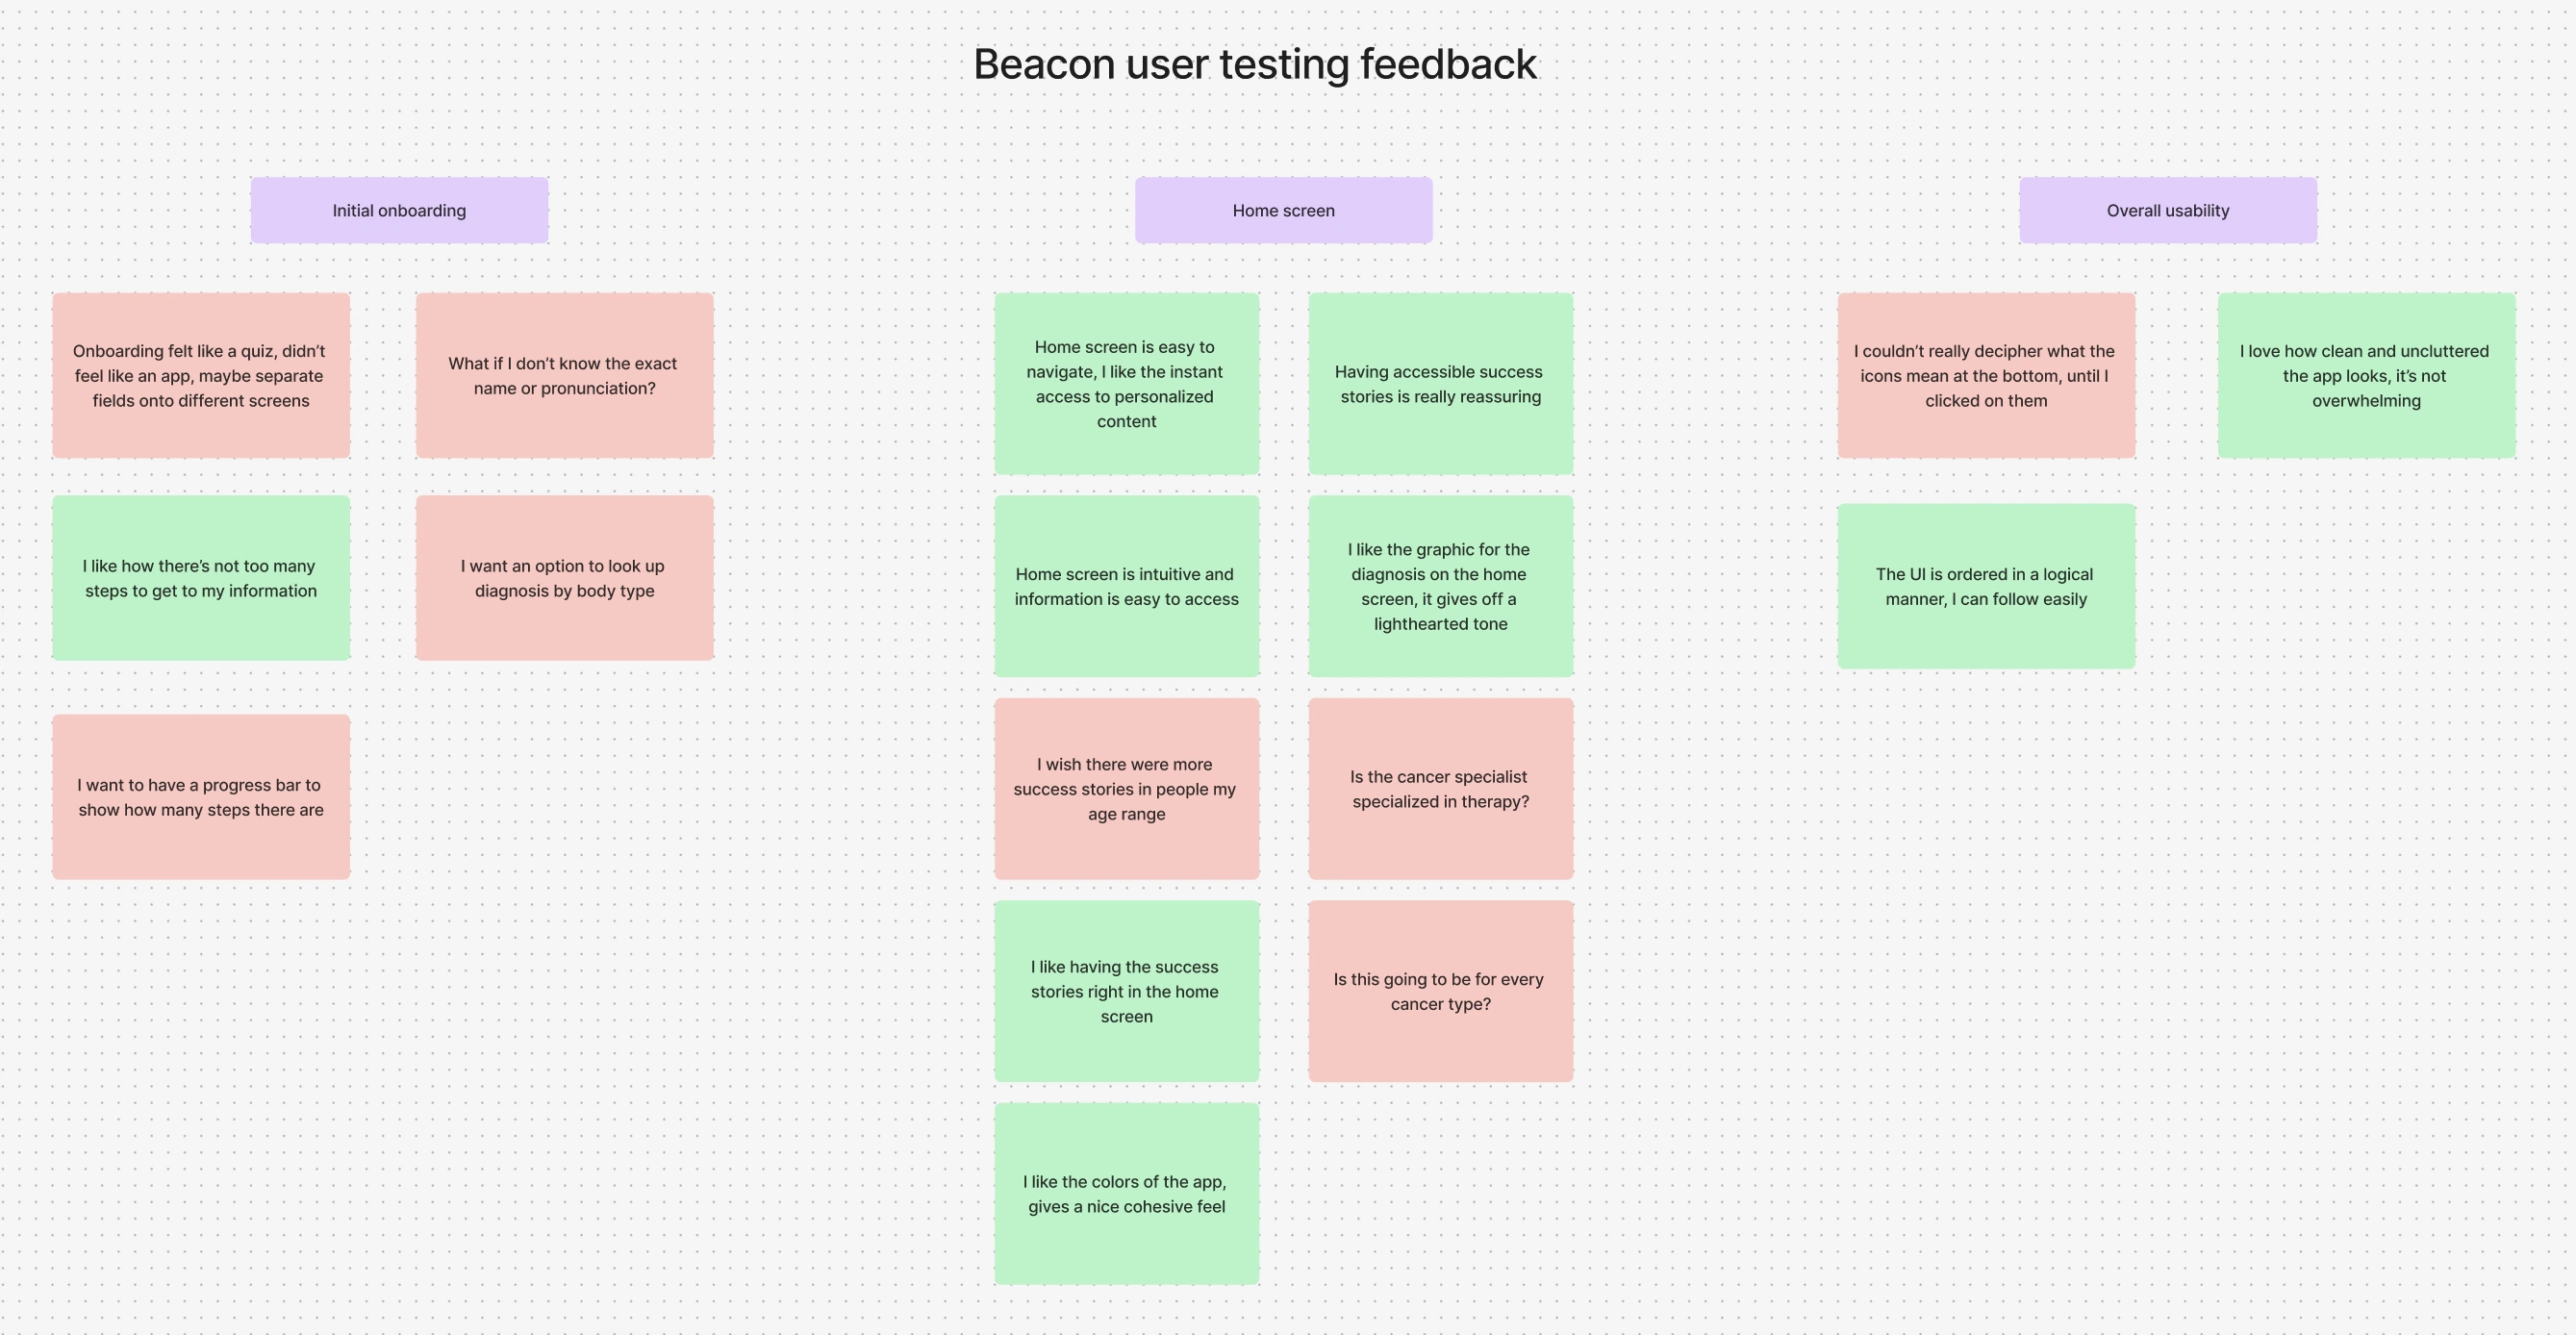 Beacon user testing feedback
Initial onboarding
Onboarding felt like a quiz, didn’t
feel like an app, maybe separate
fields onto different screens
What if I don’t know the exact
name or pronunciation?
I like how there’s not too many
steps to get to my information
I want an option to look up
diagnosis by body type
I want to have a progress bar to
show how many steps there are
Home screen
Home screen is easy to
navigate, I like the instant
access to personalized
content
Having accessible success
stories is really reassuring
Home screen is intuitive and
information is easy to access
I like the graphic for the
diagnosis on the home
screen, it gives off a
lighthearted tone
I wish there were more
success stories in people my
age range
Is the cancer specialist
specialized in therapy?
I like having the success
stories right in the home
screen
Is this going to be for every
cancer type?
I like the colors of the app,
gives a nice cohesive feel
Overall usability
I couldn’t really decipher what the
icons mean at the bottom, until I
clicked on them
I love how clean and uncluttered
the app looks, it’s not
overwhelming
The UI is ordered in a logical
manner, I can follow easily